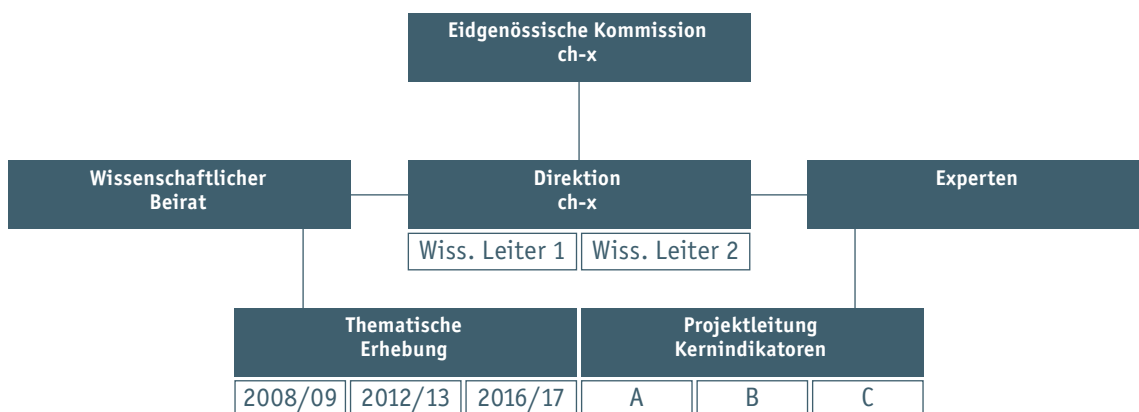 Eidgenössische Kommission
ch-x
Wissenschaftlicher
Beirat
Direktion
ch-x
Experten
Wiss. Leiter 1
Wiss. Leiter 2
Thematische
Erhebung
Projektleitung
Kernindikatoren
2008/09
2012/13
2016/17
A
B
C